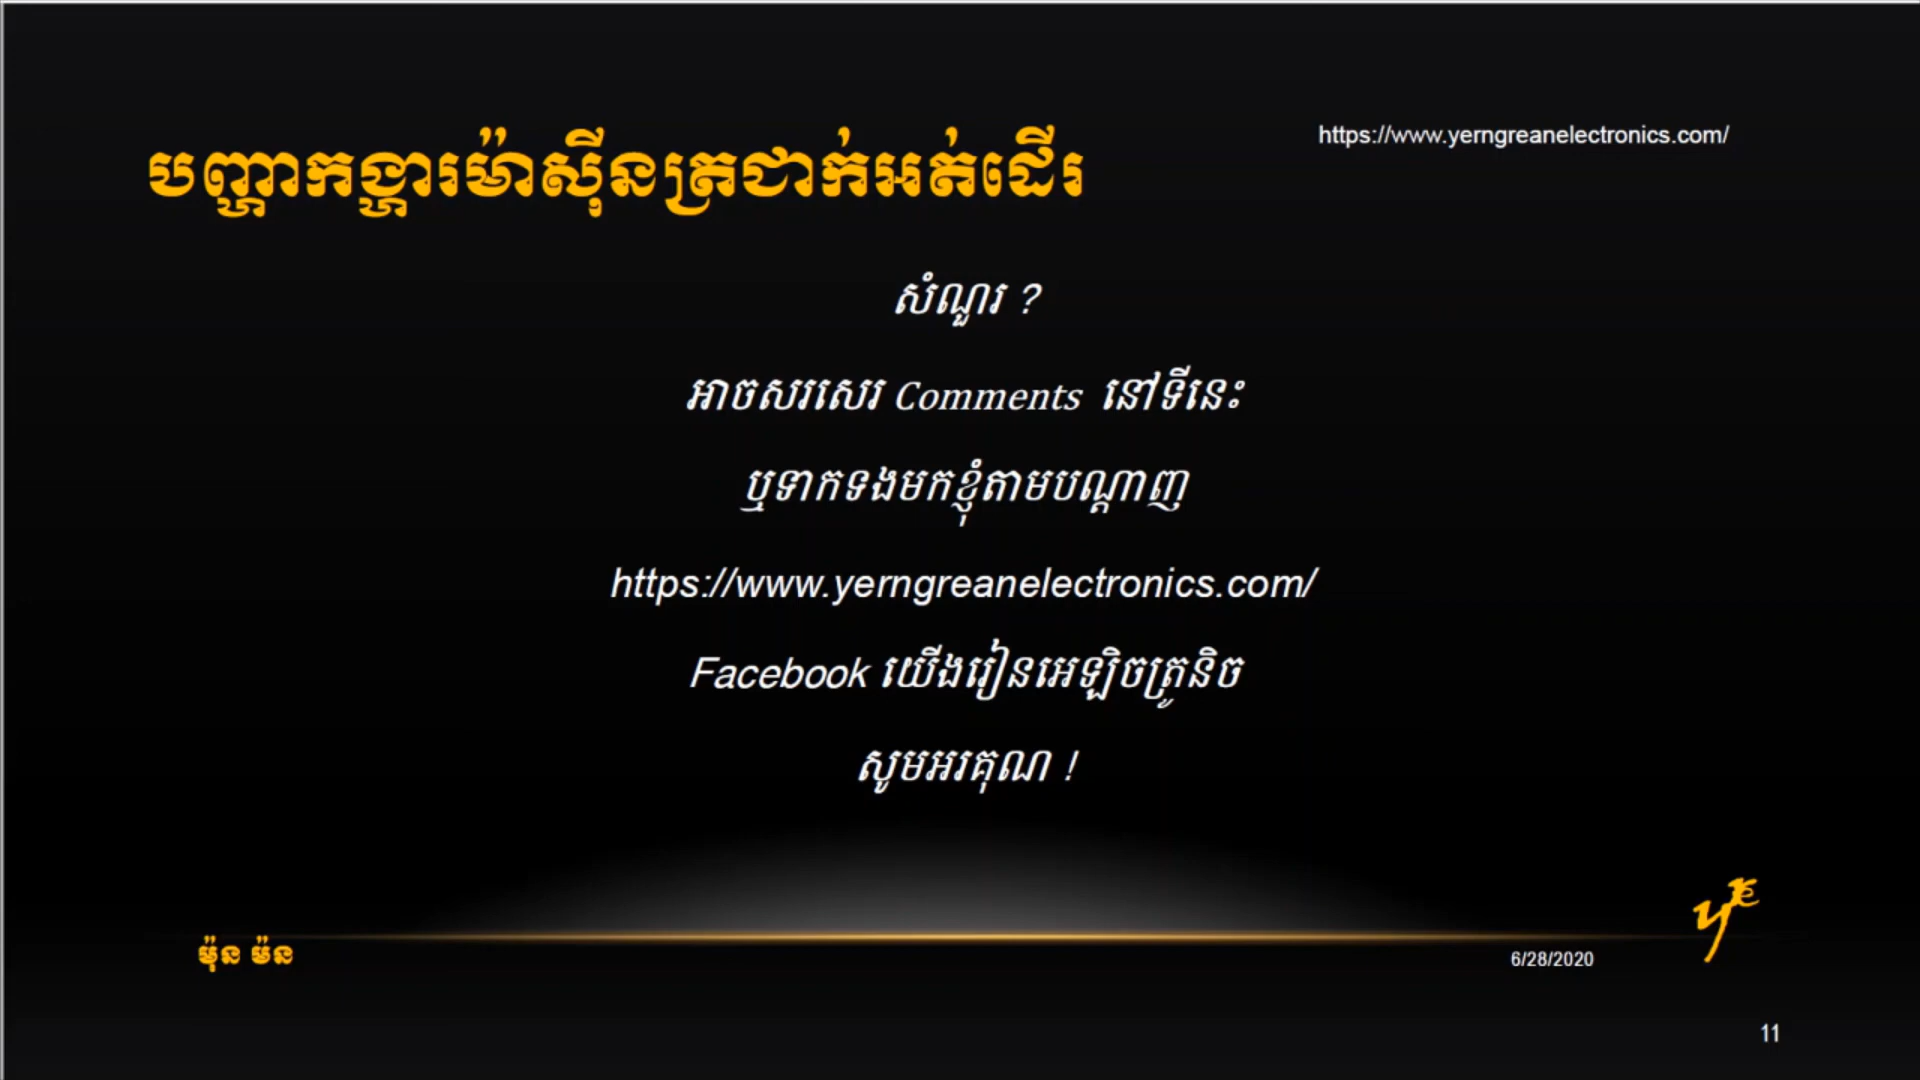 បញ្ហាកង្ហារម៉ាស៊ីនត្រជាក់អត់ដើរ
https://www.yerngreanelectronics.com/
សំណួរ ?
អាចសរសេរ Comments នៅទីនេះ
ឬទាកទងមកខ្ញុំតាមបណ្តាញ
https://www.yerngreanelectronics.com/
Facebook យើងរៀនអេឡិចត្រូនិច
សូមអរគុណ !
ម៉ុន ម៉ន
6/28/2020
11